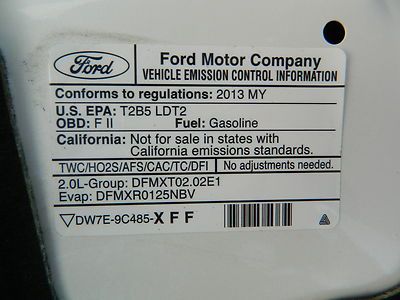 Ford
Ford Motor Company
VEHICLE EMISSION CONTROL INFORMATION
Conforms to regulations: 2013 MY
U.S. EPA: T2B5 LDT2
OBD: F II Fuel: Gasoline
California: Not for sale in states with
California emissions standards.
TWC/HO2S/AFS/CAC/TC/DFI No adjustments needed.
2.0L-Group: DFMXT02.02E1
Evap: DFMXR0125NBV
DW7E-9C485-XFF